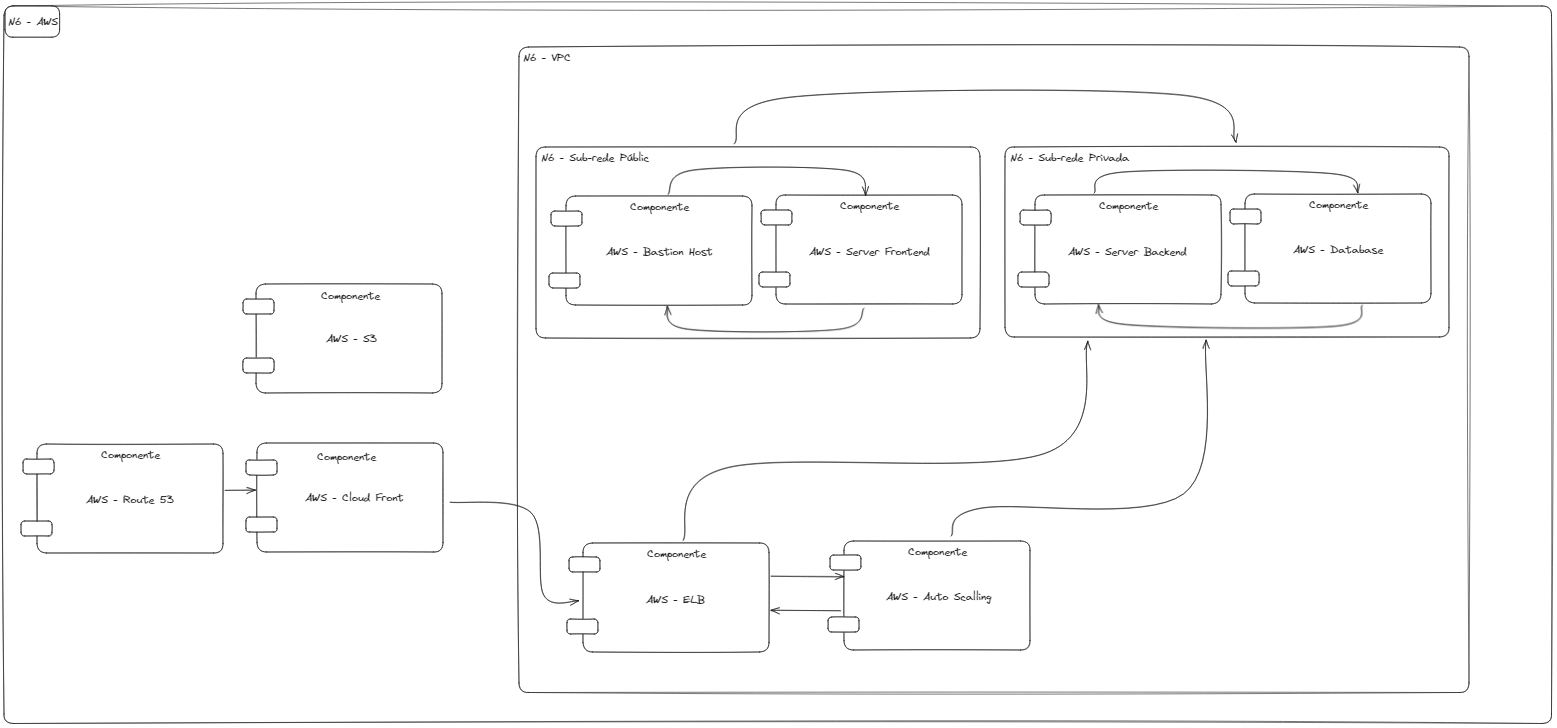 N6 - AWS
N6 - VPC
N6 - Sub-rede Públic
N6 - Sub-rede Privada
Componente
AWS - Bastion Host
Componente
AWS - Server Frontend
Componente
AWS - Server Backend
Componente
AWS - Database
Componente
AWS - S3
Componente
AWS - Route 53
Componente
AWS - Cloud Front
Componente
AWS - ELB
Componente
AWS - Auto Scalling